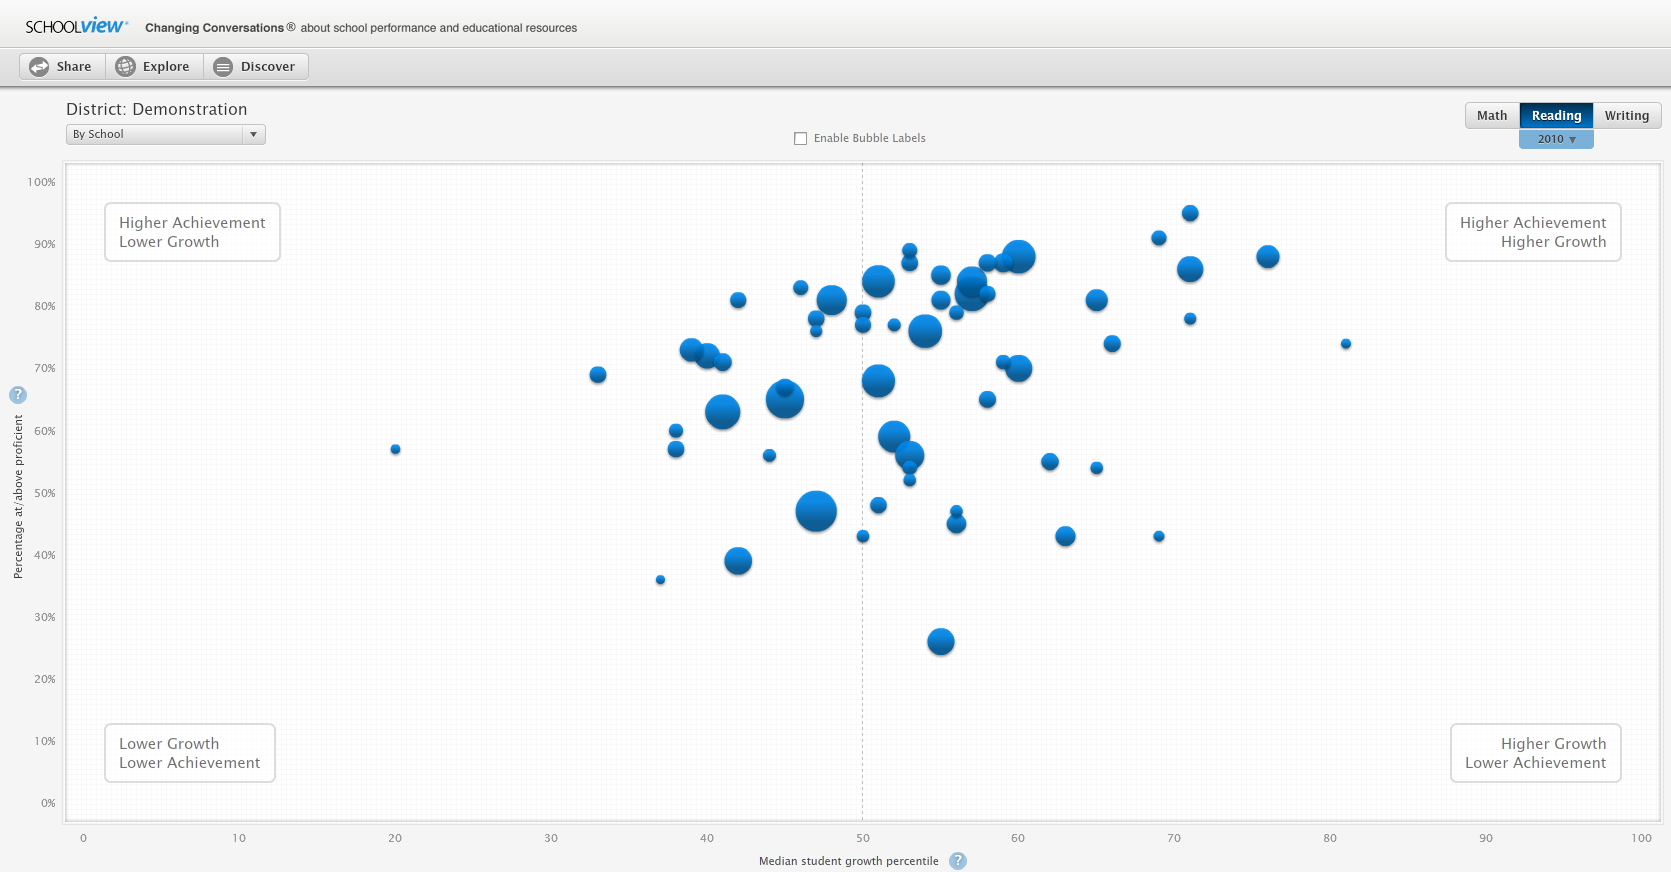 SCHOOLVIEW® Changing Conversations® about school performance and educational resources
Share Explore Discover
District: Demonstration
By School
Enable Bubble Labels
Math Reading Writing
2010
100%
90%
80%
70%
60%
50%
40%
30%
20%
10%
0%
Percentage at/above proficient
?
Higher Achievement
Lower Growth
Higher Achievement
Higher Growth
Lower Growth
Lower Achievement
Higher Growth
Lower Achievement
0 10 20 30 40 50 60 70 80 90 100
Median student growth percentile ?